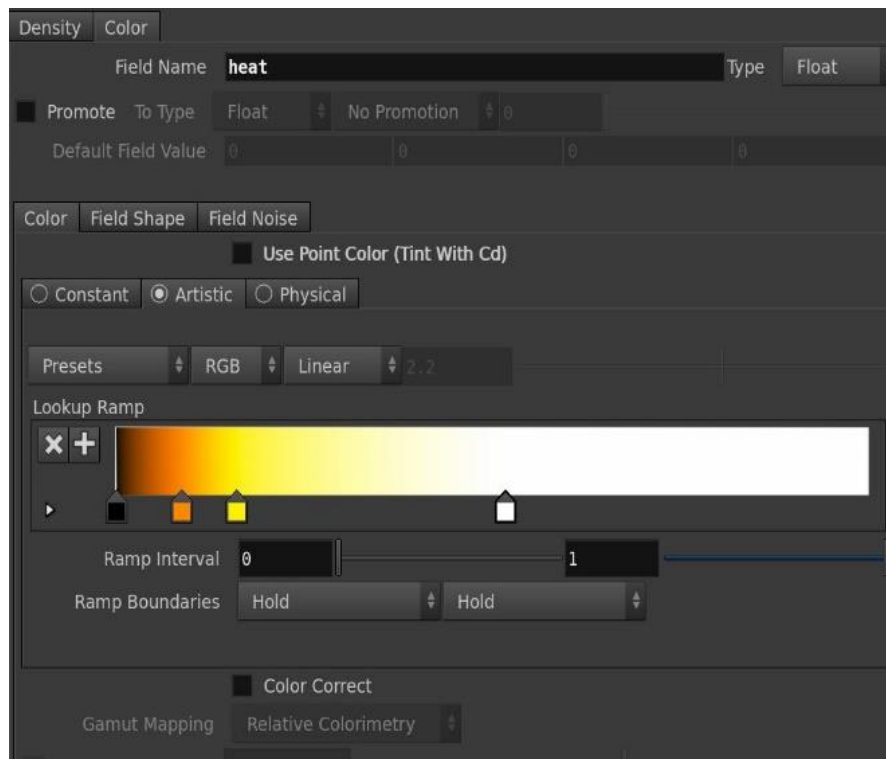 Density Color
Field Name heat Type Float
Promote To Type Float No Promotion 0
Default Field Value 0 0 0 0
Color Field Shape Field Noise
Use Point Color (Tint With Cd)
Constant Artistic Physical
Presets RGB Linear 2.2
Lookup Ramp
Ramp Interval 0 1
Ramp Boundaries Hold Hold
Color Correct
Gamut Mapping Relative Colorimetry